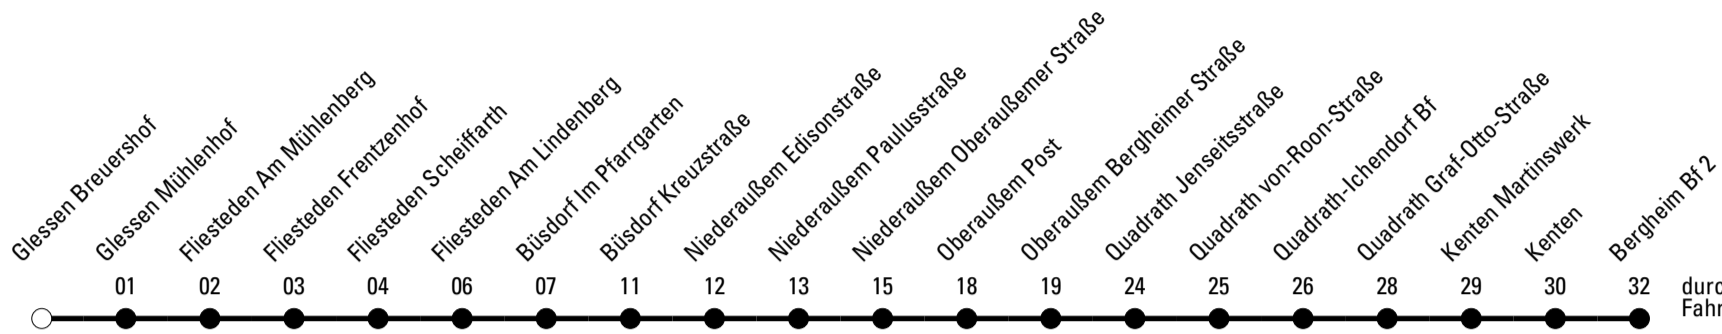 Glessen Breuershof
Glessen Mühlenhof
Fliesteden Am Mühlenberg
Fliesteden Frentzenhof
Fliesteden Scheiffarth
Fliesteden Am Lindenberg
Büsdorf Im Pfarrgarten
Büsdorf Kreuzstraße
Niederaußem Edisonstraße
Niederaußem Paulusstraße
Niederaußem Oberaußemer Straße
Oberaußem Post
Oberaußem Bergheimer Straße
Quadrath Jenseitsstraße
Quadrath von-Roon-Straße
Quadrath-Ichendorf Bf
Quadrath Graf-Otto-Straße
Kenten Martinswerk
Kenten
Bergheim Bf 2
01 02 03 04 06 07 11 12 13 15 18 19 24 25 26 28 29 30 32